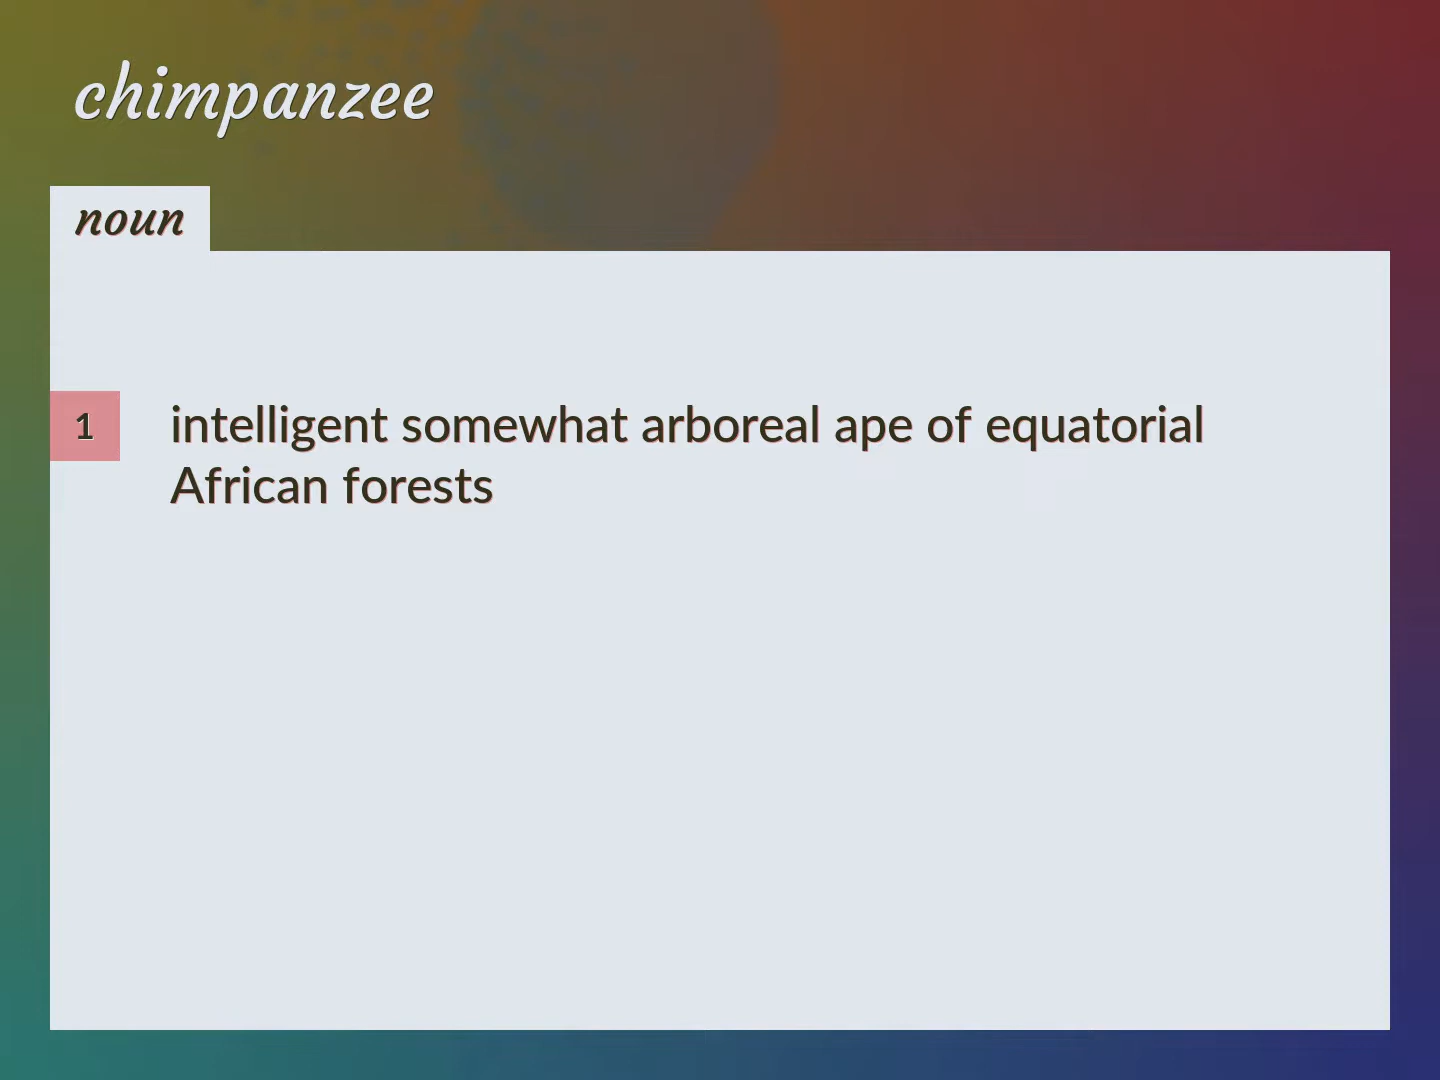 chimpanzee
noun
1
intelligent somewhat arboreal ape of equatorial
African forests